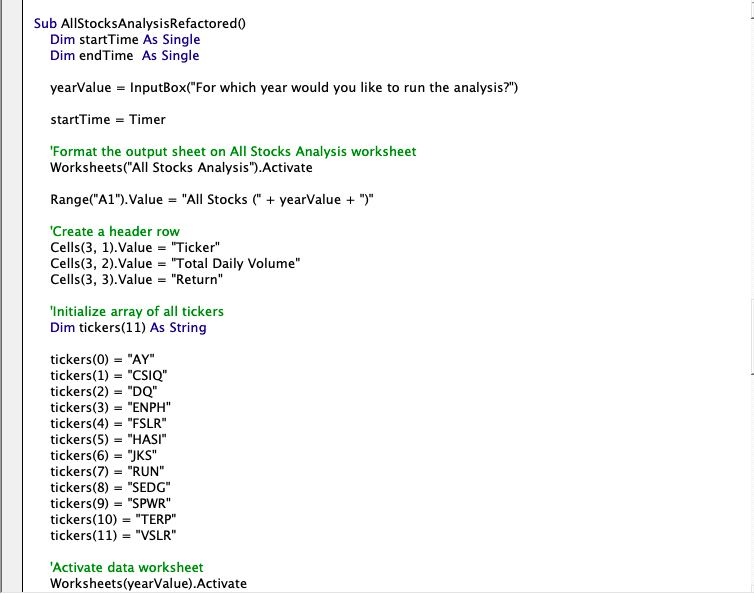 Sub AllStocksAnalysisRefactored()
Dim startTime As Single
Dim endTime  As Single
yearValue = InputBox("For which year would you like to run the analysis?")
startTime = Timer
'Format the output sheet on All Stocks Analysis worksheet
Worksheets("All Stocks Analysis").Activate
Range("A1").Value = "All Stocks (" + yearValue + ")"
'Create a header row
Cells(3, 1).Value = "Ticker"
Cells(3, 2).Value = "Total Daily Volume"
Cells(3, 3).Value = "Return"
'Initialize array of all tickers
Dim tickers(11) As String
tickers(0) = "AY"
tickers(1) = "CSIQ"
tickers(2) = "DQ"
tickers(3) = "ENPH"
tickers(4) = "FSLR"
tickers(5) = "HASI"
tickers(6) = "JKS"
tickers(7) = "RUN"
tickers(8) = "SEDG"
tickers(9) = "SPWR"
tickers(10) = "TERP"
tickers(11) = "VSLR"
'Activate data worksheet
Worksheets(yearValue).Activate